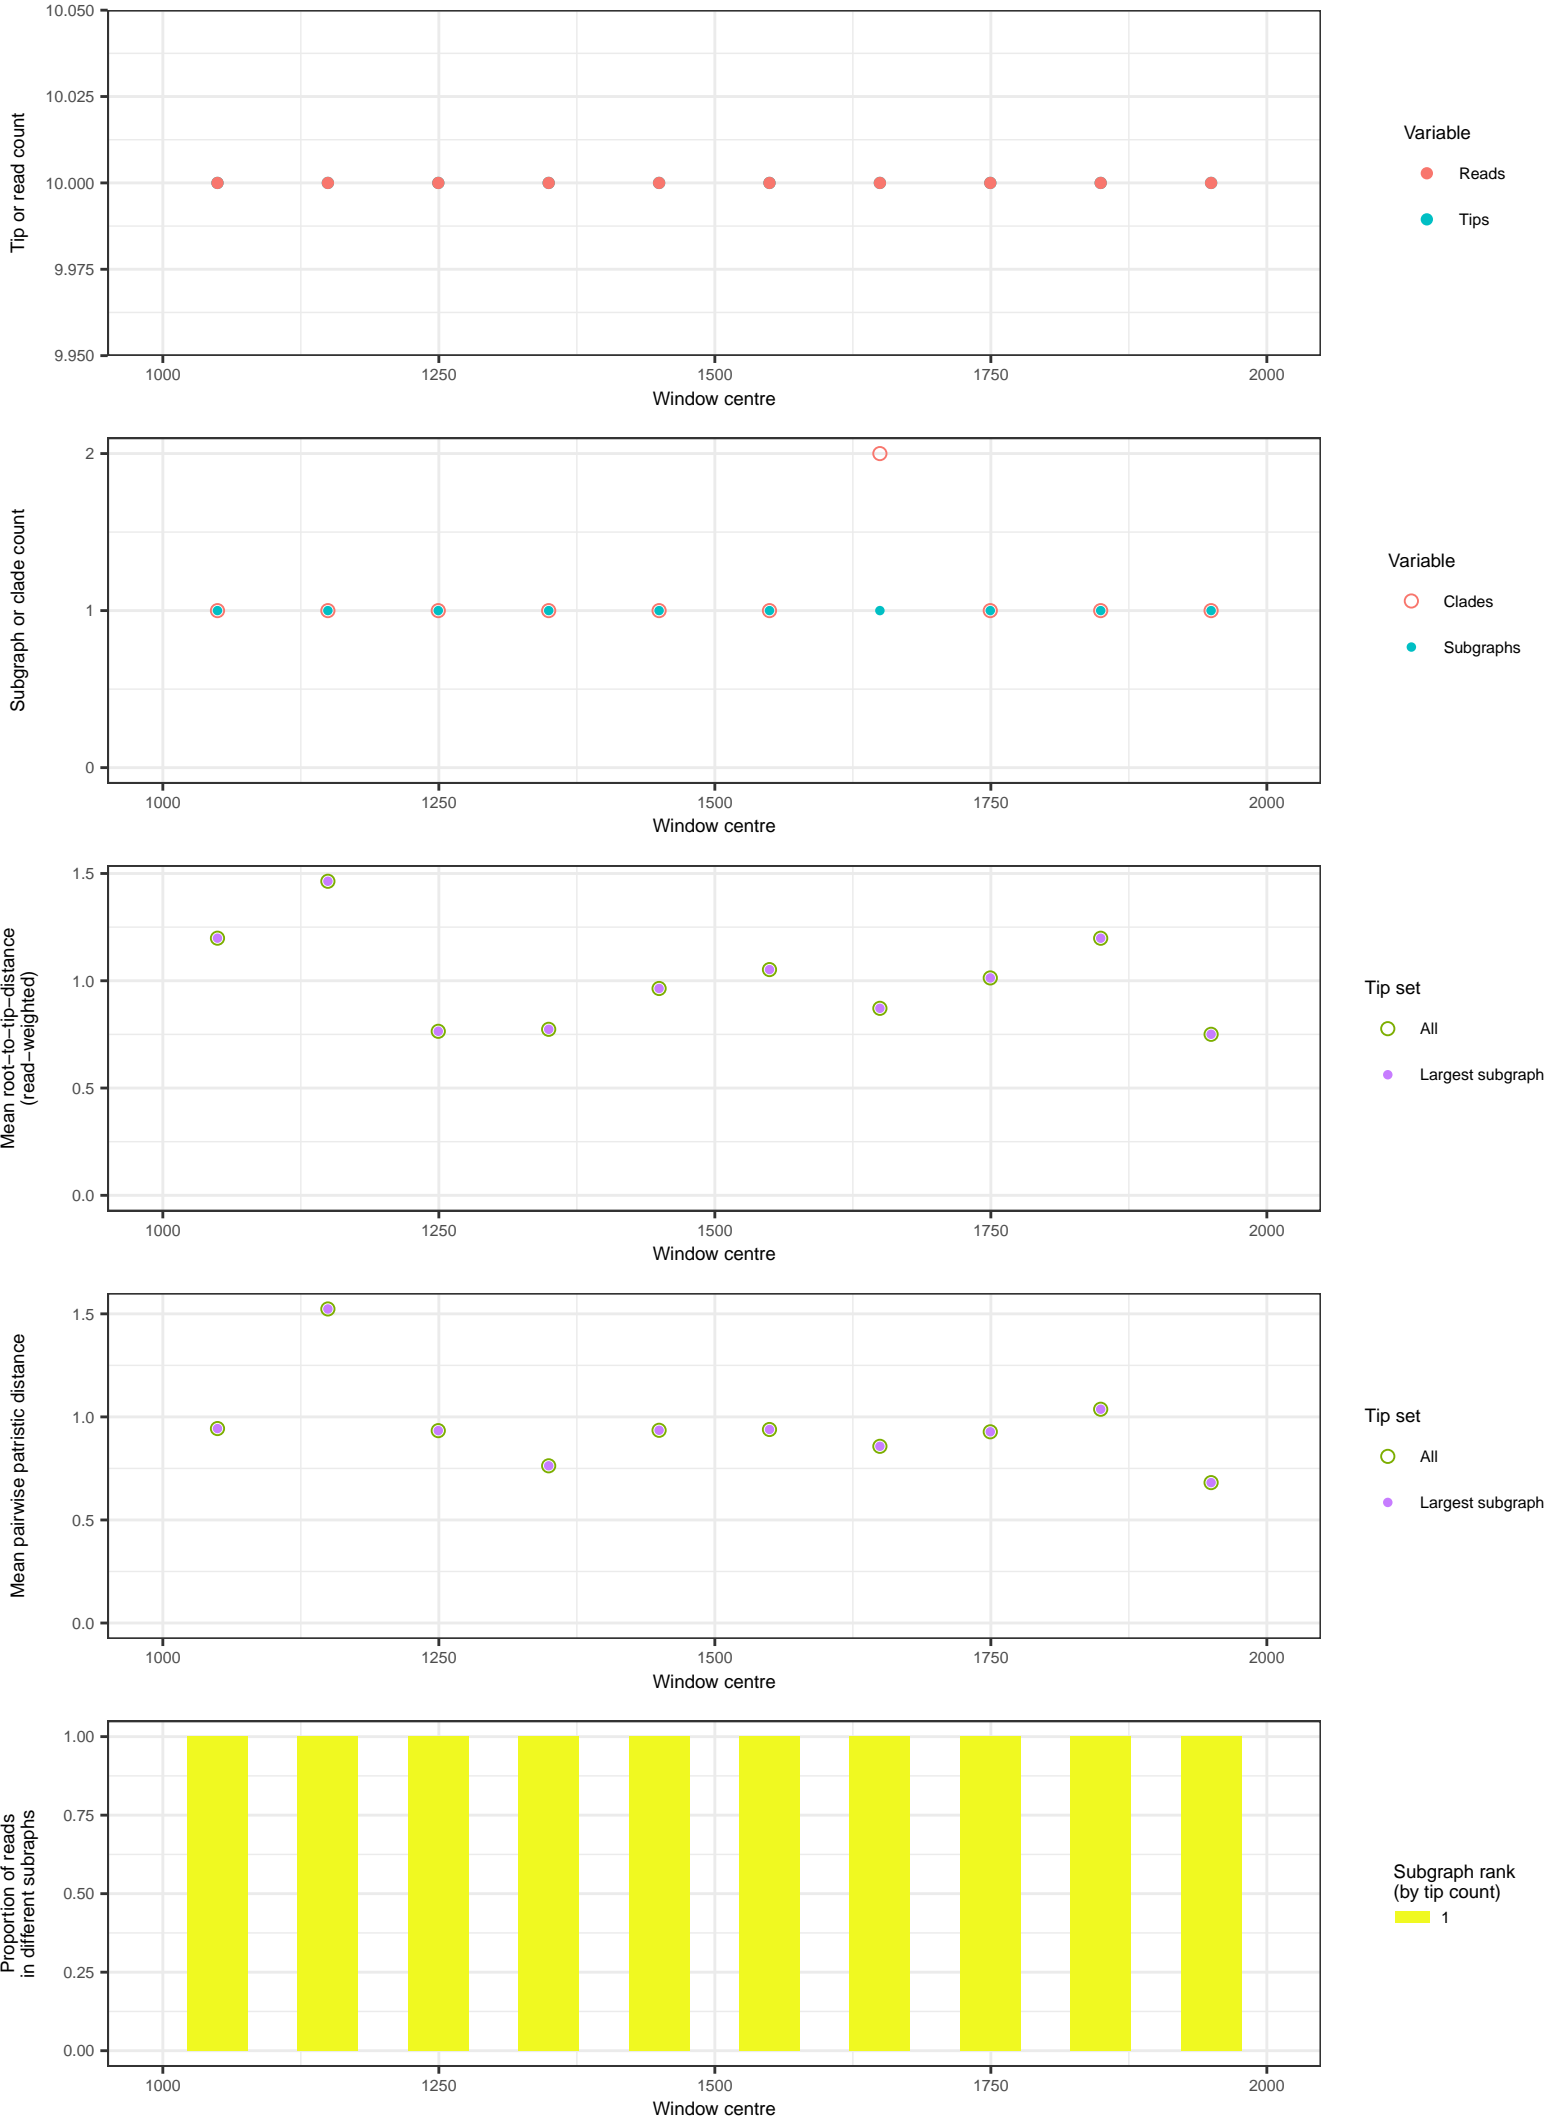 10.050
10.025
10.000
9.975
9.950
Tip or read count
1000 1250 1500 1750 2000
Window centre
Variable
Reads
Tips
2
1
0
Subgraph or clade count
1000 1250 1500 1750 2000
Window centre
Variable
Clades
Subgraphs
1.5
1.0
0.5
0.0
Mean root−to−tip−distance
(read−weighted)
1000 1250 1500 1750 2000
Window centre
Tip set
All
Largest subgraph
1.5
1.0
0.5
0.0
Mean pairwise patristic distance
1000 1250 1500 1750 2000
Window centre
Tip set
All
Largest subgraph
1.00
0.75
0.50
0.25
0.00
Proportion of reads
in different subraphs
1000 1250 1500 1750 2000
Window centre
Subgraph rank
(by tip count)
1